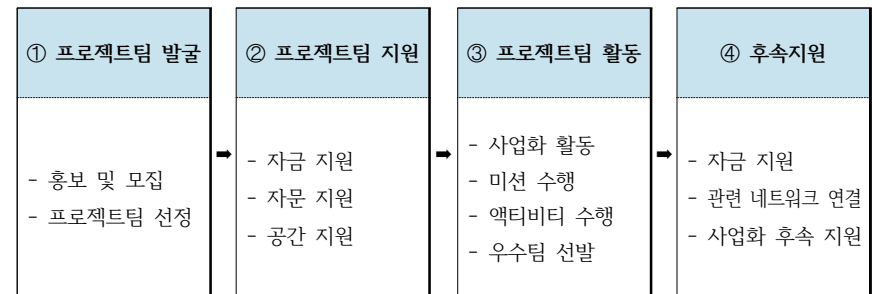 ① 프로젝트팀 발굴
- 홍보 및 모집
- 프로젝트팀 선정
➡
② 프로젝트팀 지원
- 자금 지원
- 자문 지원
- 공간 지원
➡
③ 프로젝트팀 활동
- 사업화 활동
- 미션 수행
- 액티비티 수행
- 우수팀 선발
➡
④ 후속지원
- 자금 지원
- 관련 네트워크 연결
- 사업화 후속 지원